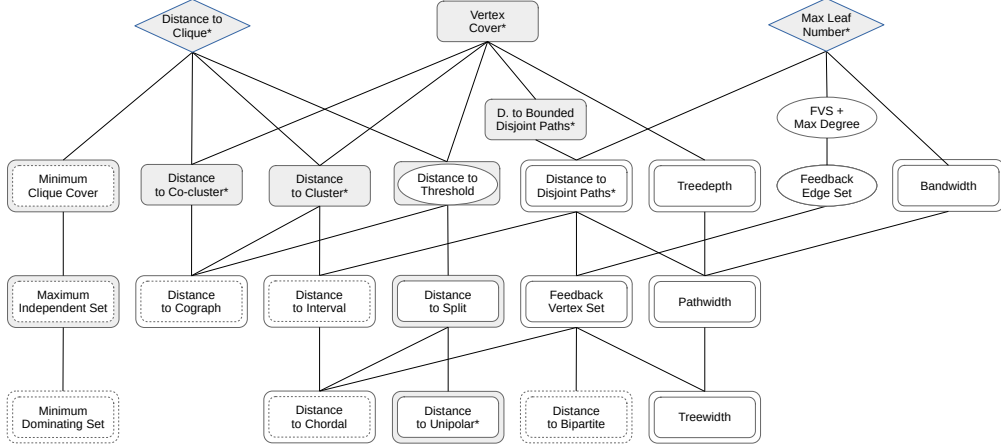 Distance to
Clique*
Vertex
Cover*
Max Leaf
Number*
D. to Bounded
Disjoint Paths*
FVS +
Max Degree
Minimum
Clique Cover
Distance
to Co-cluster*
Distance
to Cluster*
Distance to
Threshold
Distance to
Disjoint Paths*
Treedepth
Feedback
Edge Set
Bandwidth
Maximum
Independent Set
Distance
to Cograph
Distance
to Interval
Distance
to Split
Feedback
Vertex Set
Pathwidth
Minimum
Dominating Set
Distance
to Chordal
Distance
to Unipolar*
Distance
to Bipartite
Treewidth